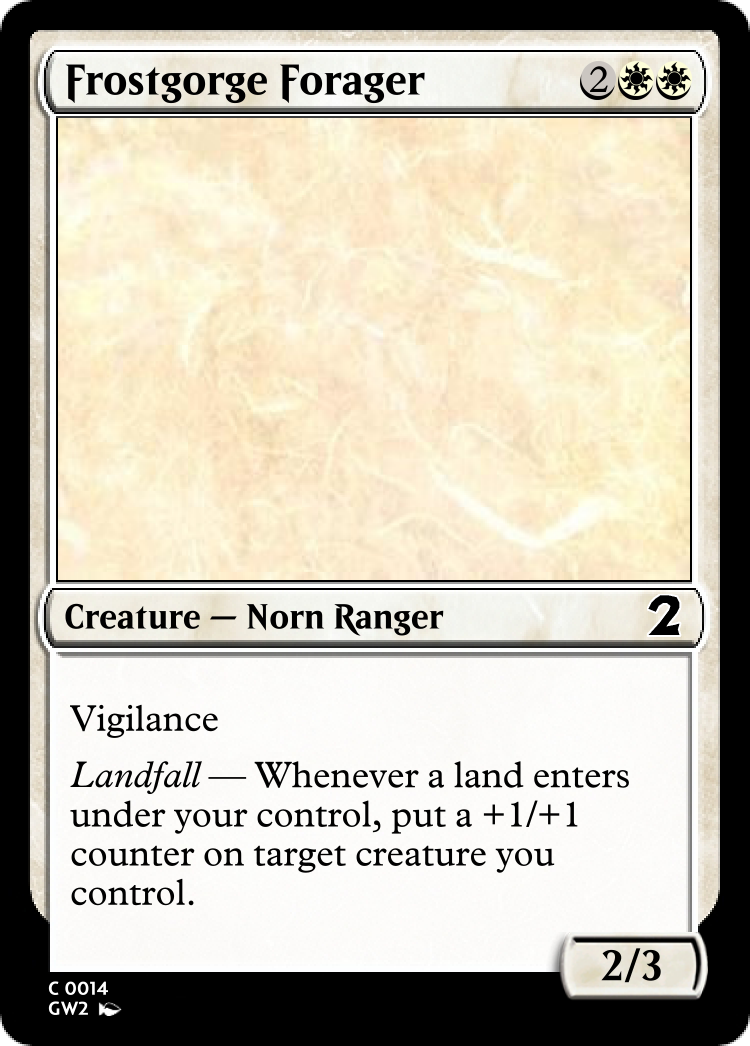 Frostgorge Forager 2
Creature — Norn Ranger 2
Vigilance
Landfall — Whenever a land enters
under your control, put a +1/+1
counter on target creature you
control.
2/3
C 0014
GW2